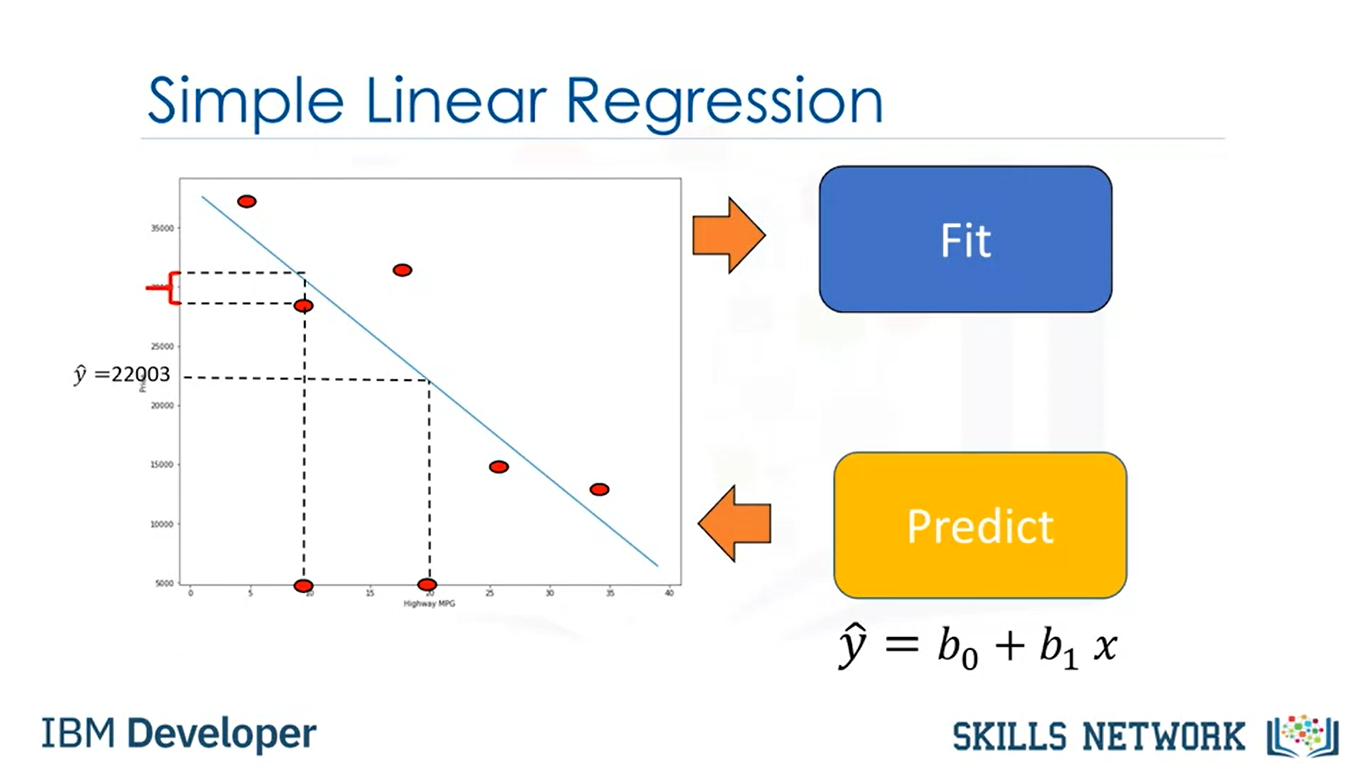 Simple Linear Regression
35000
25000
ŷ =22003
20000
15000
10000
5000
0 5 10 15 20 25 30 35 40
Highway MPG
Fit
Predict
ŷ = b₀ + b₁ x
IBM Developer
SKILLS NETWORK